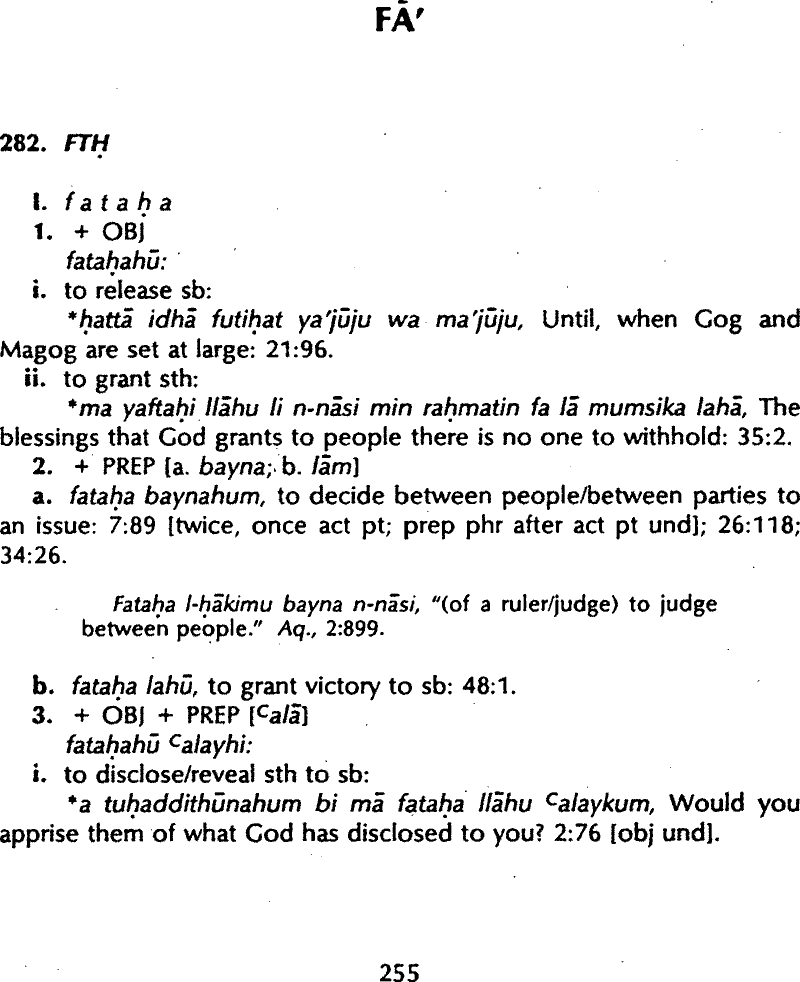 FĀ'
282. FTḤ
I. f a t a ḥ a
1. + OBJ
fataḥahū:
i. to release sb:
*ḥattā idhā futiḥat ya'jūju wa ma'jūju, Until, when Gog and
Magog are set at large: 21:96.
ii. to grant sth:
*ma yaftaḥi llāhu li n-nāsi min raḥmatin fa lā mumsika lahā, The
blessings that God grants to people there is no one to withhold: 35:2.
2. + PREP [a. bayna; b. lām]
a. fataḥa baynahum, to decide between people/between parties to
an issue: 7:89 [twice, once act pt; prep phr after act pt und]; 26:118;
34:26.
Fataḥa l-ḥākimu bayna n-nāsi, "(of a ruler/judge) to judge
between people." Aq., 2:899.
b. fataḥa lahū, to grant victory to sb: 48:1.
3. + OBJ + PREP [ᶜalā]
fataḥahū ᶜalayhi:
i. to disclose/reveal sth to sb:
*a tuḥaddithūnahum bi mā fataḥa llāhu ᶜalaykum, Would you
apprise them of what God has disclosed to you? 2:76 [obj und].
255